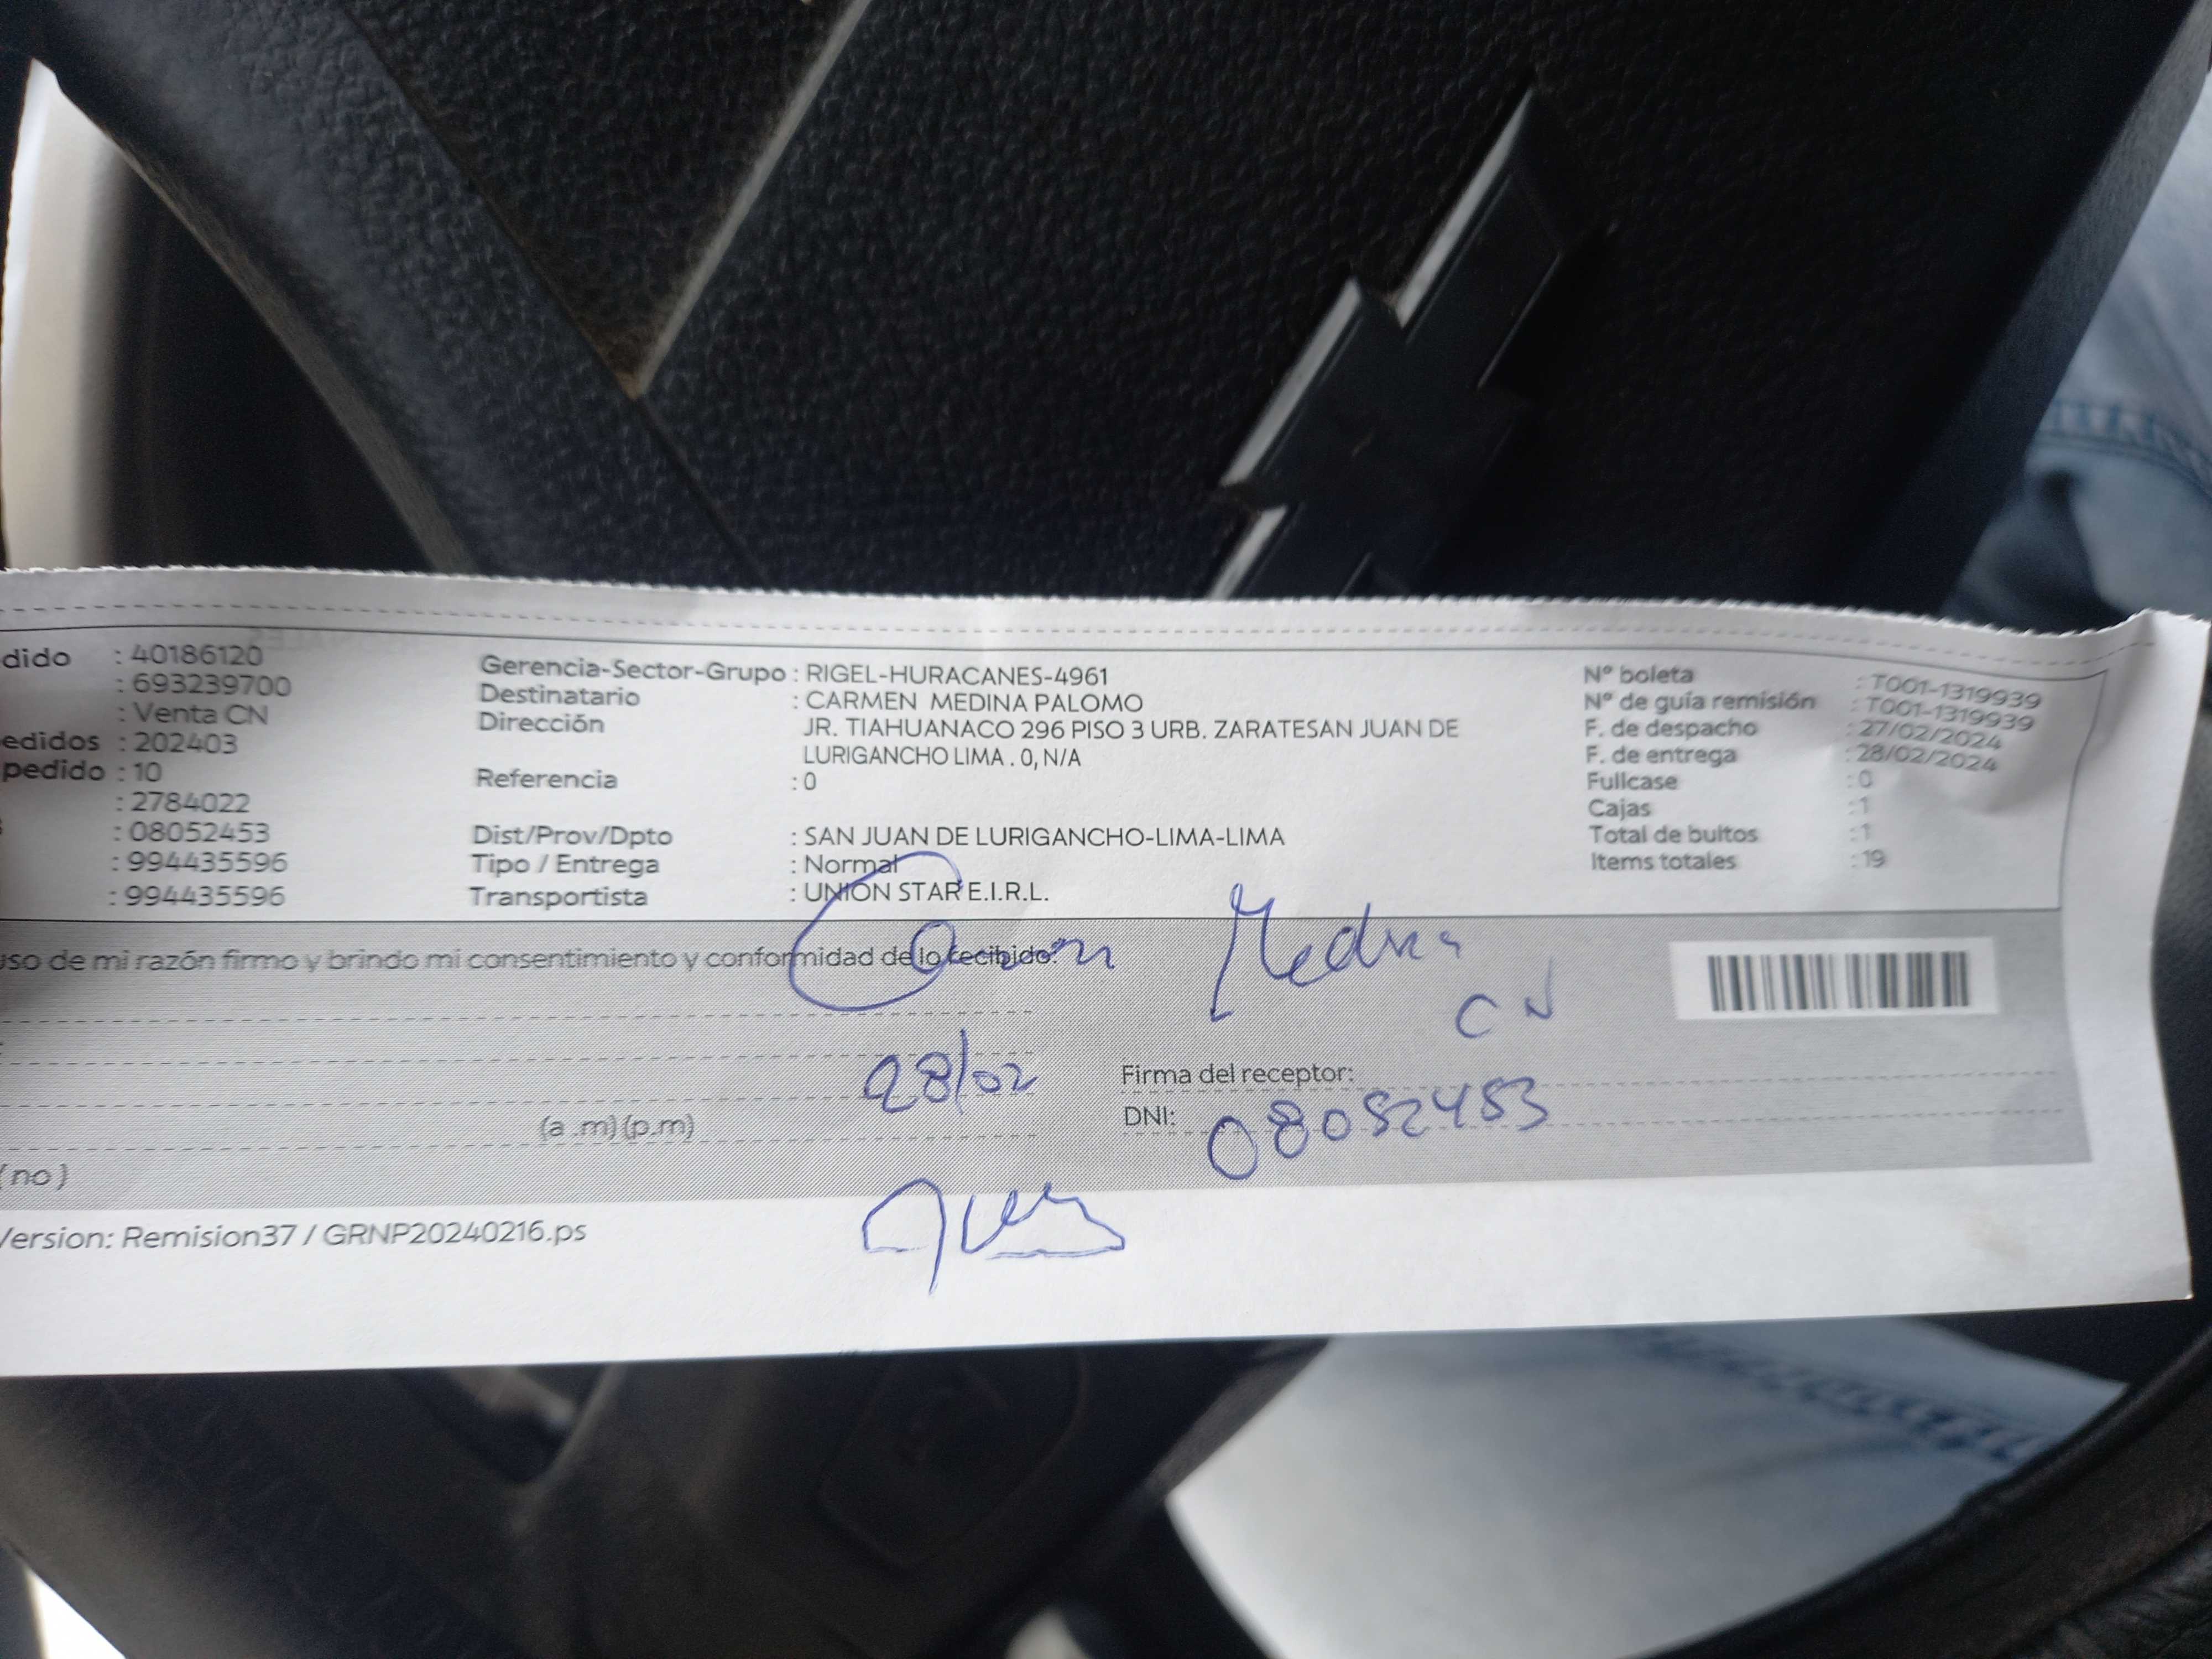 dido : 40186120
: 693239700
: Venta CN
edidos : 202403
pedido : 10
: 2784022
: 08052453
: 994435596
: 994435596
Gerencia-Sector-Grupo : RIGEL-HURACANES-4961
Destinatario : CARMEN MEDINA PALOMO
Dirección JR. TIAHUANACO 296 PISO 3 URB. ZARATESAN JUAN DE
LURIGANCHO LIMA . 0, N/A
Referencia : 0
Dist/Prov/Dpto : SAN JUAN DE LURIGANCHO-LIMA-LIMA
Tipo / Entrega : Normal
Transportista : UNION STAR E.I.R.L.
Nº boleta : T001-1319939
Nº de guía remisión : T001-1319939
F. de despacho : 27/02/2024
F. de entrega : 28/02/2024
Fullcase : 0
Cajas : 1
Total de bultos : 1
Items totales : 19
uso de mi razón firmo y brindo mi consentimiento y conformidad de lo recibido:
Medina
CN
28/02
Firma del receptor:
(a .m) (p.m)
DNI: 08052453
(no)
Version: Remision37 / GRNP20240216.ps